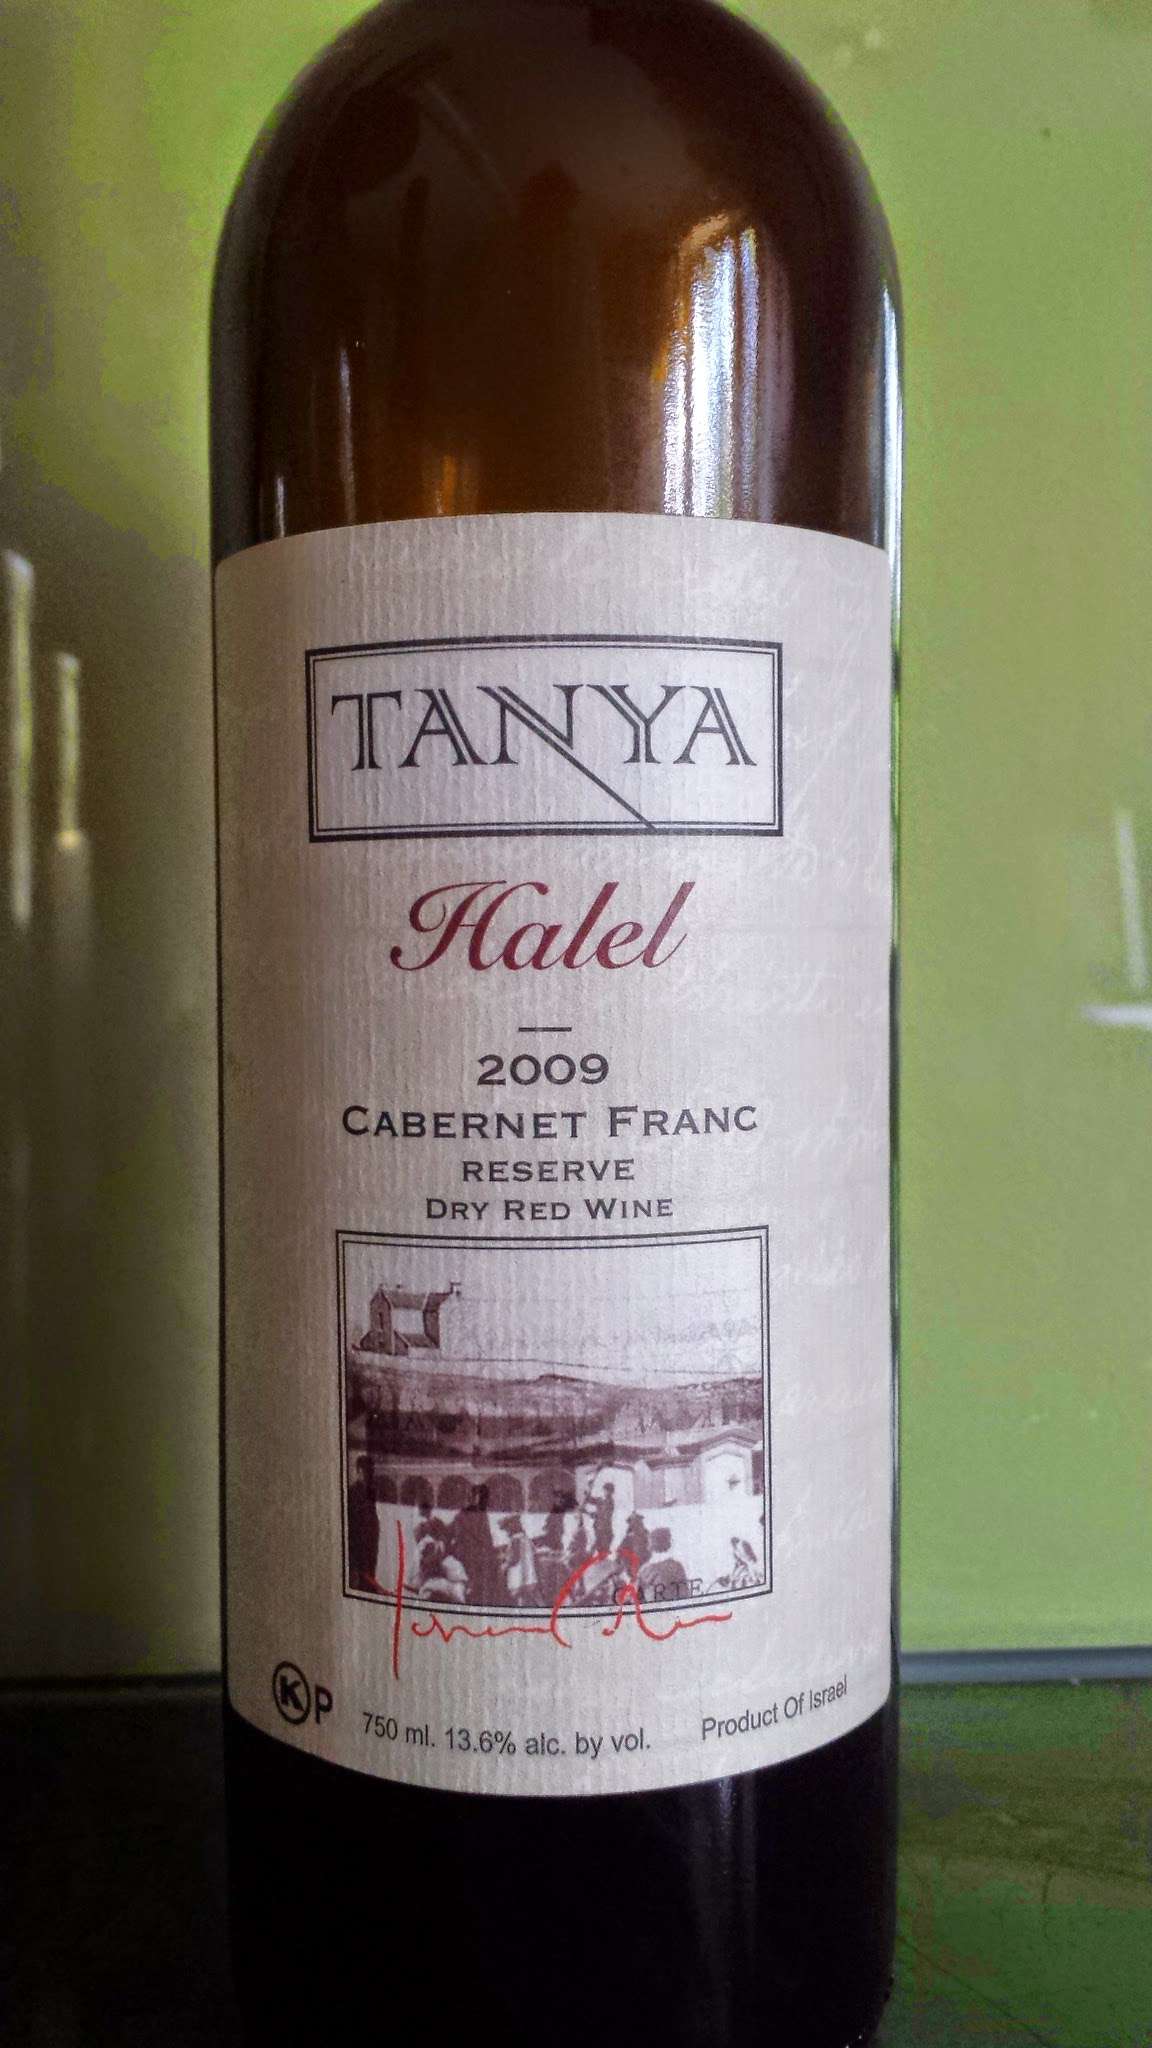 TANYA
Halel
2009
CABERNET FRANC
RESERVE
DRY RED WINE
CARTE
K P
750 ml. 13.6% alc. by vol. Product Of Israel